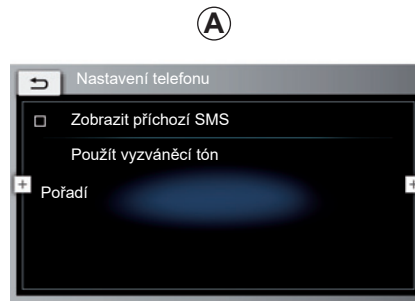 A
Nastavení telefonu
Zobrazit příchozí SMS
Použít vyzváněcí tón
Pořadí